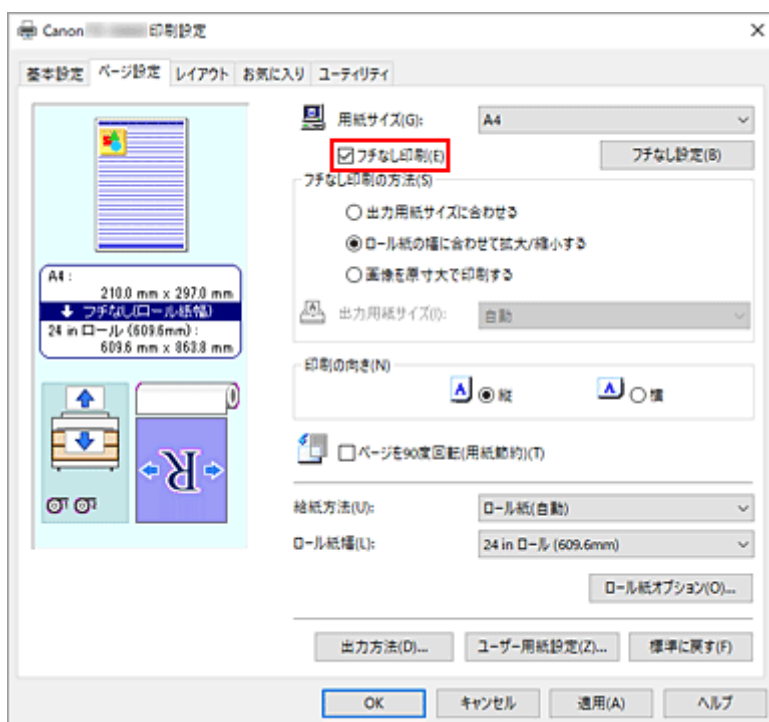 Canon 印刷設定
基本設定 ページ設定 レイアウト お気に入り ユーティリティ
用紙サイズ(G): A4
フチなし印刷(E) フチなし設定(B)
フチなし印刷の方法(S)
出力用紙サイズに合わせる
ロール紙の幅に合わせて拡大/縮小する
画像を原寸大で印刷する
出力用紙サイズ(I): 自動
A4 :
210.0 mm x 297.0 mm
フチなし(ロール紙幅)
24 in ロール (609.6mm) :
609.6 mm x 863.8 mm
印刷の向き(N)
A 縦 A 横
ページを90度回転(用紙節約)(T)
R
給紙方法(U): ロール紙(自動)
ロール紙幅(L): 24 in ロール (609.6mm)
ロール紙オプション(O)...
出力方法(D)... ユーザー用紙設定(Z)... 標準に戻す(F)
OK キャンセル 適用(A) ヘルプ